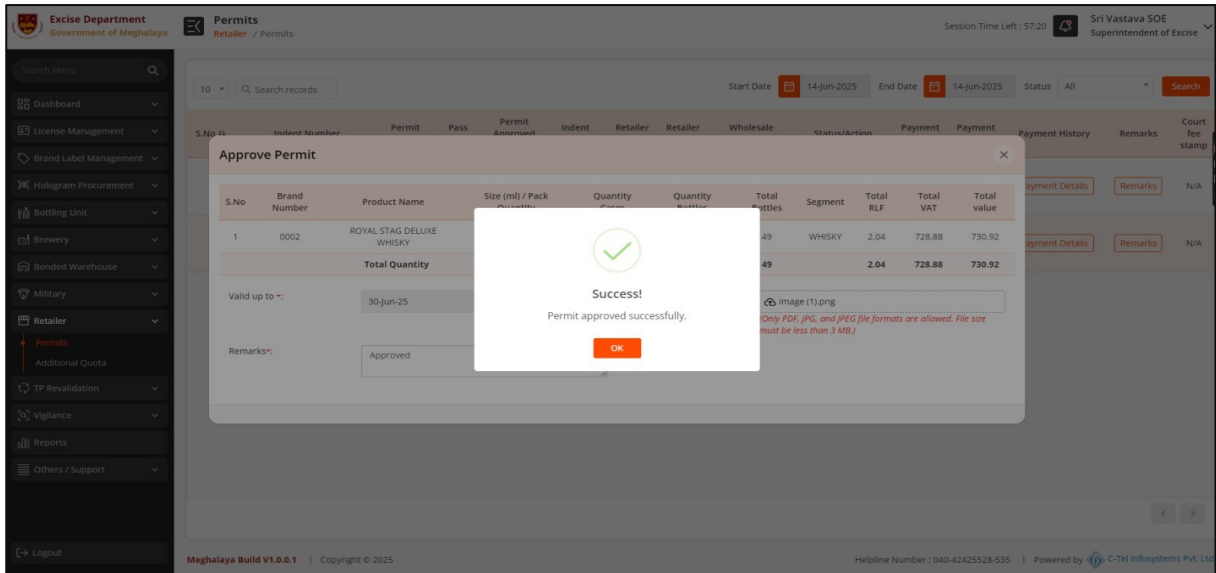 Excise Department
Government of Meghalaya
Permits
Retailer / Permits
Session Time Left : 57:20
Sri Vastava SOE
Superintendent of Excise
Search Menu
Dashboard
License Management
Brand Label Management
Hologram Procurement
Bottling Unit
Brewery
Bonded Warehouse
Military
Retailer
Permits
Additional Quota
TP Revalidation
Vigilance
Reports
Others / Support
Logout
10
Search records
Start Date
14-Jun-2025
End Date
14-Jun-2025
Status
All
Search
S.No
Indent Number
Permit
Pass
Permit Approved
Indent
Retailer
Retailer
Wholesale
Status/Action
Payment
Payment
Payment History
Remarks
Court fee stamp
Payment Details
Remarks
N/A
Payment Details
Remarks
N/A
Approve Permit
S.No
Brand Number
Product Name
Size (ml) / Pack Quantity
Quantity Cases
Quantity Bottles
Total Bottles
Segment
Total RLF
Total VAT
Total value
1
0002
ROYAL STAG DELUXE WHISKY
49
WHISKY
2.04
728.88
730.92
Total Quantity
49
2.04
728.88
730.92
Valid up to *:
30-Jun-25
image (1).png
(Only PDF, JPG, and JPEG file formats are allowed. File size
must be less than 3 MB.)
Remarks*:
Approved
Success!
Permit approved successfully.
OK
Meghalaya Build V1.0.0.1 | Copyright © 2025
Helpline Number : 040-42425528-535 | Powered by C-Tel Infosystems Pvt. Ltd